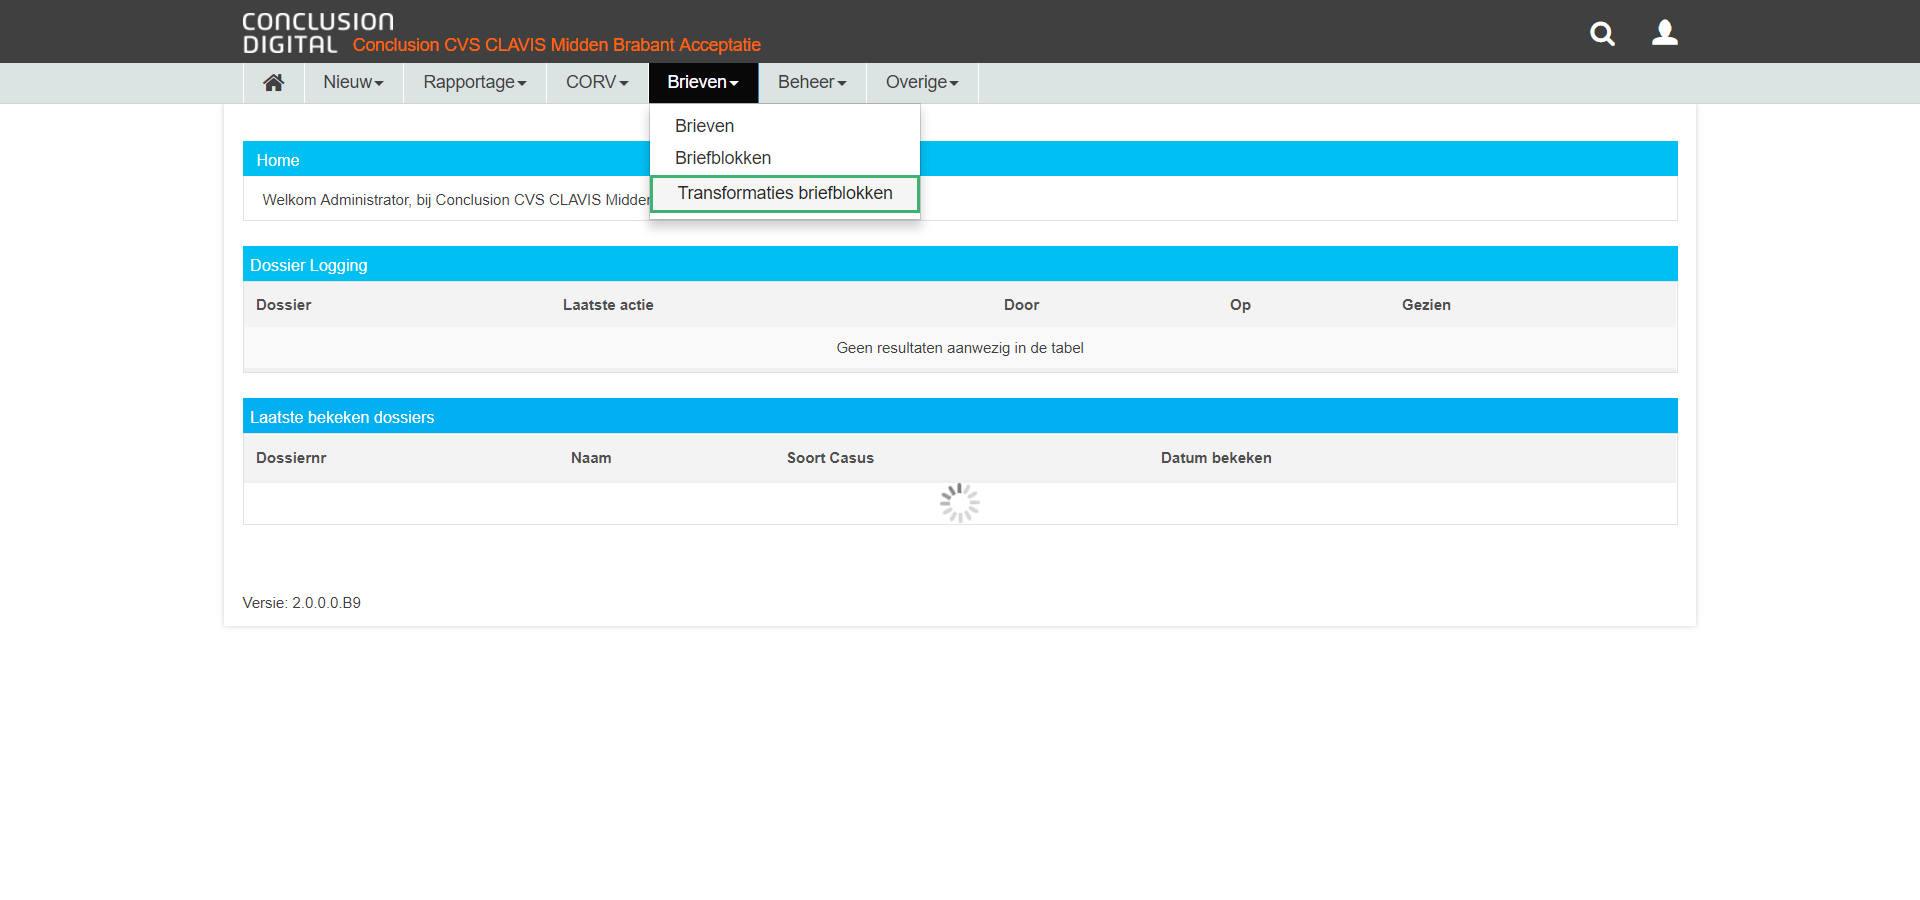 CONCLUSION
DIGITAL Conclusion CVS CLAVIS Midden Brabant Acceptatie
Nieuw Rapportage CORV Brieven Beheer Overige
Brieven
Briefblokken
Transformaties briefblokken
Home
Welkom Administrator, bij Conclusion CVS CLAVIS Midden
Dossier Logging
Dossier Laatste actie Door Op Gezien
Geen resultaten aanwezig in de tabel
Laatste bekeken dossiers
Dossiernr Naam Soort Casus Datum bekeken
Versie: 2.0.0.0.B9